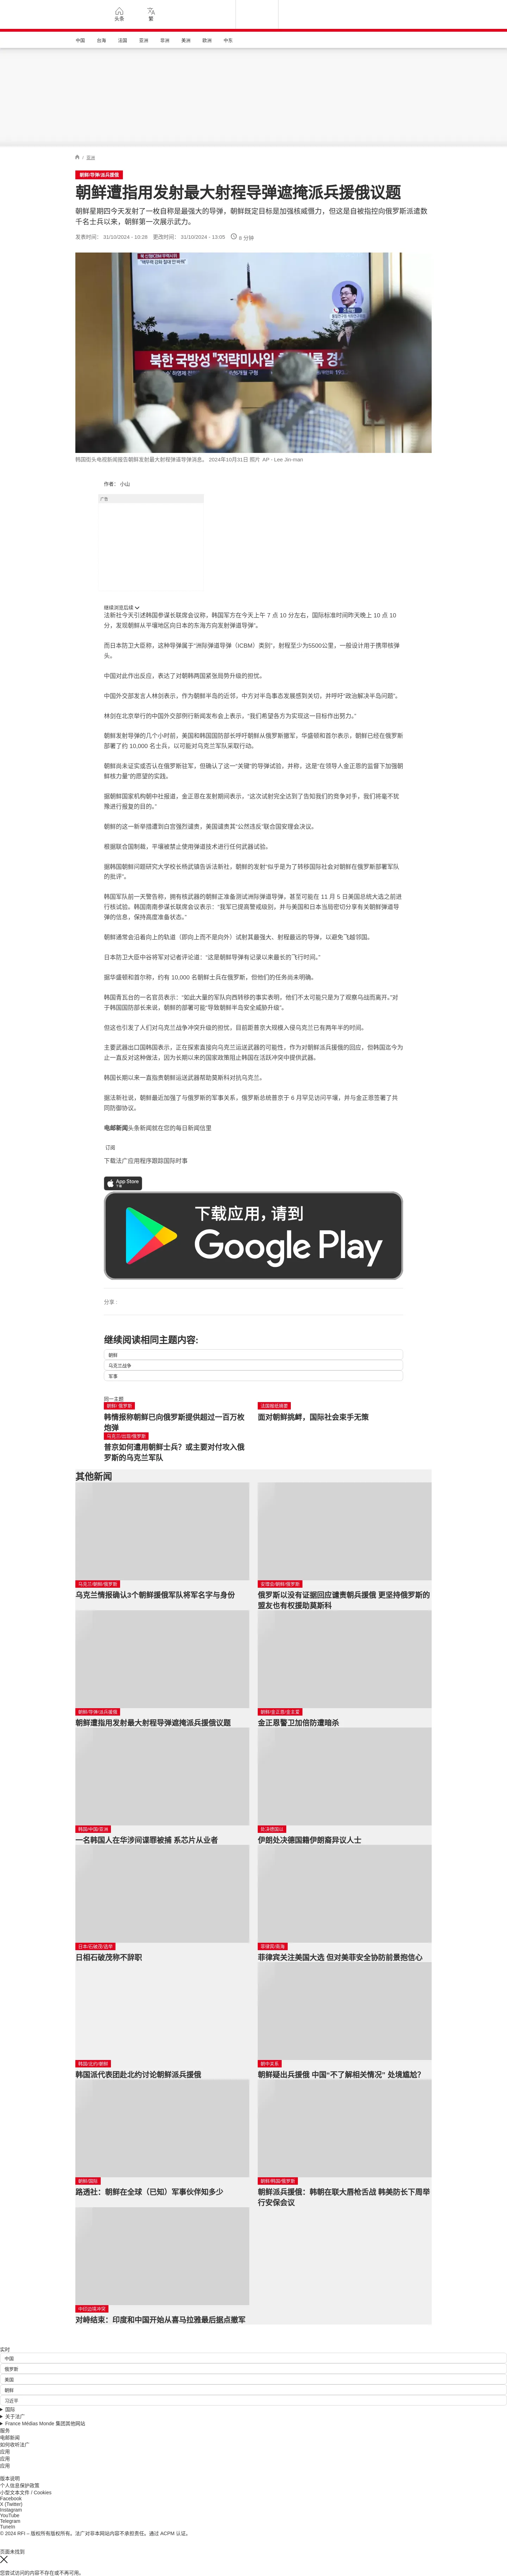 头条
繁
中国
台海
法国
亚洲
非洲
美洲
欧洲
中东
/ 亚洲
朝鲜/导弹/派兵援俄
朝鲜遭指用发射最大射程导弹遮掩派兵援俄议题
朝鲜星期四今天发射了一枚自称是最强大的导弹，朝鲜既定目标是加强核威慑力，但这是自被指控向俄罗斯派遣数
千名士兵以来，朝鲜第一次展示武力。
发表时间： 31/10/2024 - 10:28 更改时间： 31/10/2024 - 13:05 6 分钟
북한 국방성 "전략미사일
韩国街头电视新闻报告朝鲜发射最大射程弹道导弹消息。 2024年10月31日 照片. AP - Lee Jin-man
作者： 小山
广告
继续浏览后续
法新社今天引述韩国参谋长联席会议称，韩国军方在今天上午 7 点 10 分左右，国际标准时间昨天晚上 10 点 10
分，发现朝鲜从平壤地区向日本的东海方向发射弹道导弹”。
而日本防卫大臣称，这种导弹属于“洲际弹道导弹（ICBM）类别”，射程至少为5500公里，一般设计用于携带核弹
头。
中国对此作出反应，表达了对朝韩两国紧张局势升级的担忧。
中国外交部发言人林剑表示，作为朝鲜半岛的近邻，中方对半岛事态发展感到关切，并呼吁“政治解决半岛问题”。
林剑在北京举行的中国外交部例行新闻发布会上表示，“我们希望各方为实现这一目标作出努力。”
朝鲜发射导弹的几个小时前，美国和韩国国防部长呼吁朝鲜从俄罗斯撤军，华盛顿和首尔表示，朝鲜已经在俄罗斯
部署了约 10,000 名士兵，以可能对乌克兰军队采取行动。
朝鲜尚未证实或否认在俄罗斯驻军，但确认了这一“关键”的导弹试验，并称，这是“在领导人金正恩的监督下加强朝
鲜核力量”的愿望的实践。
据朝鲜国家机构朝中社报道，金正恩在发射期间表示，“这次试射完全达到了告知我们的竞争对手，我们将毫不犹
豫进行报复的目的。”
朝鲜的这一新举措遭到白宫强烈谴责，美国谴责其“公然违反”联合国安理会决议。
根据联合国制裁，平壤被禁止使用弹道技术进行任何武器试验。
据韩国朝鲜问题研究大学校长杨武镇告诉法新社，朝鲜的发射“似乎是为了转移国际社会对朝鲜在俄罗斯部署军队
的批评”。
韩国军队前一天警告称，拥有核武器的朝鲜正准备测试洲际弹道导弹，甚至可能在 11 月 5 日美国总统大选之前进
行核试验。韩国南南参谋长联席会议表示：“我军已提高警戒级别，并与美国和日本当局密切分享有关朝鲜弹道导
弹的信息，保持高度准备状态。”
朝鲜通常会沿着向上的轨道（即向上而不是向外）试射其最强大、射程最远的导弹，以避免飞越邻国。
日本防卫大臣中谷将军对记者评论道：“这是朝鲜导弹有记录以来最长的飞行时间。”
据华盛顿和首尔称，约有 10,000 名朝鲜士兵在俄罗斯，但他们的任务尚未明确。
韩国青瓦台的一名官员表示：“如此大量的军队向西转移的事实表明，他们不太可能只是为了观察乌战而离开。”对
于韩国国防部长来说，朝鲜的部署可能“导致朝鲜半岛安全威胁升级”。
但这也引发了人们对乌克兰战争冲突升级的担忧，目前距普京大规模入侵乌克兰已有两年半的时间。
主要武器出口国韩国表示，正在探索直接向乌克兰运送武器的可能性，作为对朝鲜派兵援俄的回应，但韩国迄今为
止一直反对这种做法，因为长期以来的国家政策阻止韩国在活跃冲突中提供武器。
韩国长期以来一直指责朝鲜运送武器帮助莫斯科对抗乌克兰。
据法新社说，朝鲜最近加强了与俄罗斯的军事关系，俄罗斯总统普京于 6 月罕见访问平壤，并与金正恩签署了共
同防御协议。
电邮新闻头条新闻就在您的每日新闻信里
订阅
下载法广应用程序跟踪国际时事
App Store
下载
下载应用，请到
Google Play
分享 :
继续阅读相同主题内容:
朝鲜
乌克兰战争
军事
同一主题
朝鲜/ 俄罗斯
韩情报称朝鲜已向俄罗斯提供超过一百万枚
炮弹
法国报纸摘要
面对朝鲜挑衅，国际社会束手无策
乌克兰/出现/俄罗斯
普京如何遣用朝鲜士兵？或主要对付攻入俄
罗斯的乌克兰军队
其他新闻
乌克兰/朝鲜/俄罗斯
乌克兰情报确认3个朝鲜援俄军队将军名字与身份
安理会/朝鲜/俄罗斯
俄罗斯以没有证据回应谴责朝兵援俄 更坚持俄罗斯的
盟友也有权援助莫斯科
朝鲜/导弹/派兵援俄
朝鲜遭指用发射最大射程导弹遮掩派兵援俄议题
朝鲜/金正恩/金主爱
金正恩警卫加倍防遭暗杀
韩国/中国/亚洲
一名韩国人在华涉间谍罪被捕 系芯片从业者
处决德国以
伊朗处决德国籍伊朗裔异议人士
日本/石破茂/选举
日相石破茂称不辞职
菲律宾/南海
菲律宾关注美国大选 但对美菲安全协防前景抱信心
韩国/北约/朝鲜
韩国派代表团赴北约讨论朝鲜派兵援俄
朝中关系
朝鲜疑出兵援俄 中国“不了解相关情况” 处境尴尬？
朝鲜/国际
路透社：朝鲜在全球（已知）军事伙伴知多少
朝鲜/韩国/俄罗斯
朝鲜派兵援俄：韩朝在联大唇枪舌战 韩美防长下周举
行安保会议
中印边境冲突
对峙结束：印度和中国开始从喜马拉雅最后据点撤军
实时
中国
俄罗斯
美国
朝鲜
习近平
国际
关于法广
France Médias Monde 集团其他网站
服务
电邮新闻
如何收听法广
应用
应用
应用
版本说明
个人信息保护政策
小型文本文件 / Cookies
Facebook
X (Twitter)
Instagram
YouTube
Telegram
TuneIn
© 2024 RFI – 版权所有版权所有。法广对非本网站内容不承担责任。通过 ACPM 认证。
页面未找到
您尝试访问的内容不存在或不再可用。